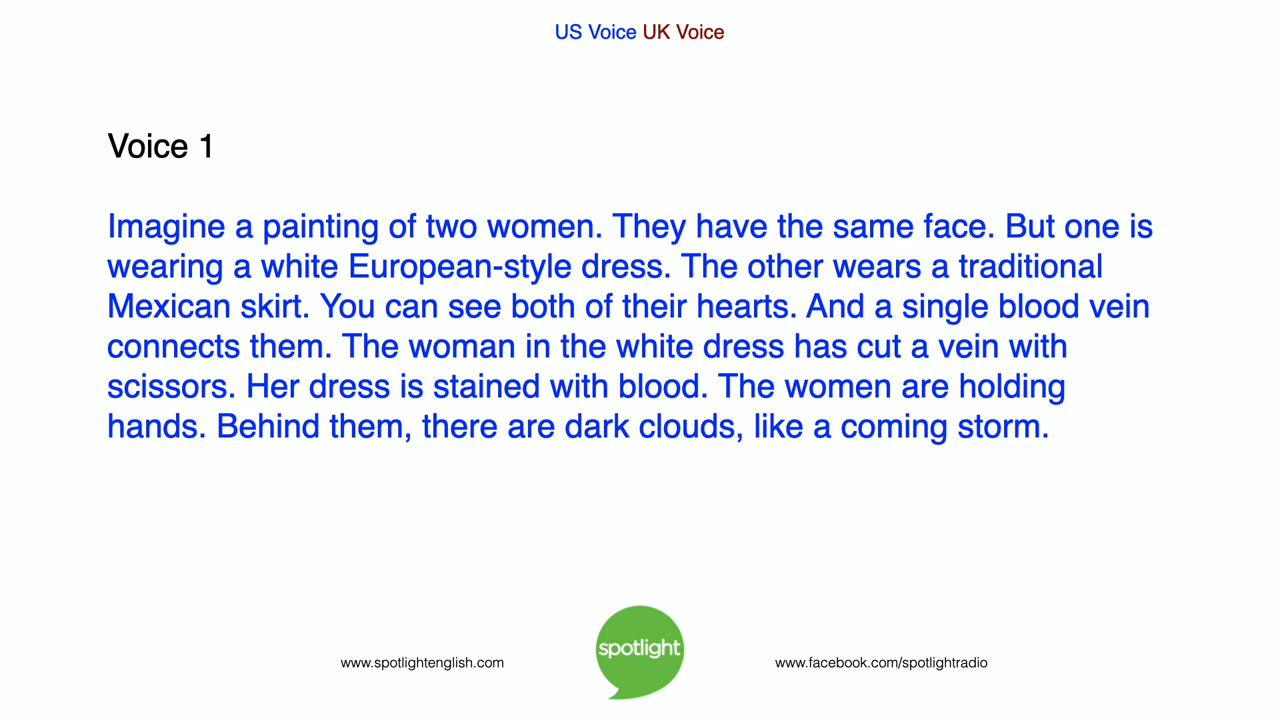 US Voice UK Voice
Voice 1
Imagine a painting of two women. They have the same face. But one is
wearing a white European-style dress. The other wears a traditional
Mexican skirt. You can see both of their hearts. And a single blood vein
connects them. The woman in the white dress has cut a vein with
scissors. Her dress is stained with blood. The women are holding
hands. Behind them, there are dark clouds, like a coming storm.
www.spotlightenglish.com
spotlight
www.facebook.com/spotlightradio